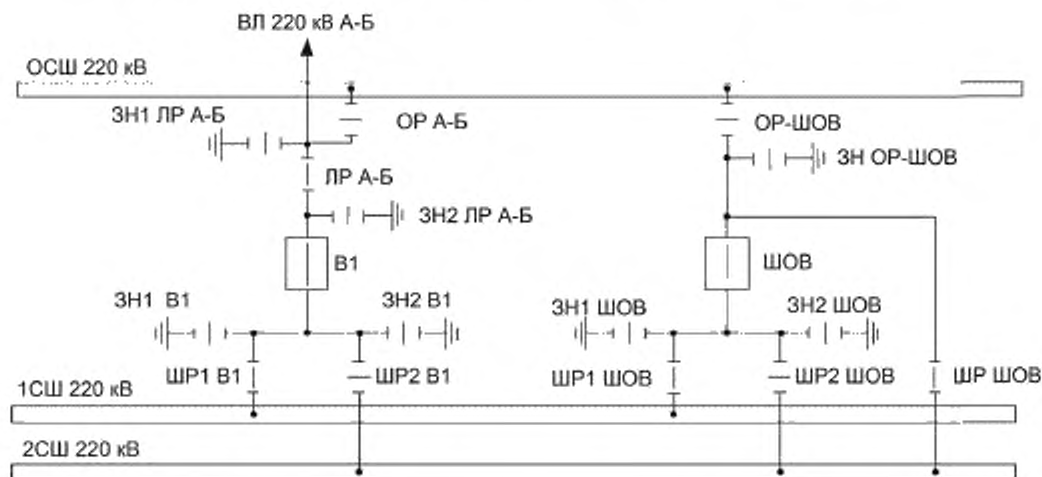 ВЛ 220 кВ А-Б
ОСШ 220 кВ
ЗН1 ЛР А-Б
ОР А-Б
ОР-ШОВ
ЗН ОР-ШОВ
ЛР А-Б
ЗН2 ЛР А-Б
В1
ШОВ
ЗН1 В1
ЗН2 В1
ЗН1 ШОВ
ЗН2 ШОВ
ШР1 В1
ШР2 В1
ШР1 ШОВ
ШР2 ШОВ
ШР ШОВ
1СШ 220 кВ
2СШ 220 кВ